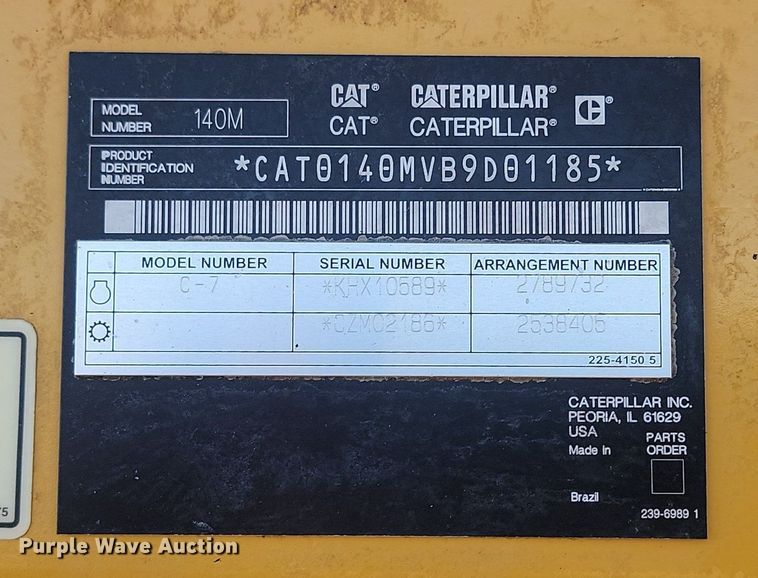 MODEL NUMBER 140M
CAT® CATERPILLAR®
CAT® CATERPILLAR®
PRODUCT IDENTIFICATION NUMBER *CAT0140MVB9D01185*
MODEL NUMBER SERIAL NUMBER ARRANGEMENT NUMBER
C-7 *KHX10689* 2789732
*SZM02186* 2538406
225-4150 5
CATERPILLAR INC.
PEORIA, IL 61629
USA
Made In
PARTS ORDER
Brazil
239-6989 1
75
Purple Wave Auction